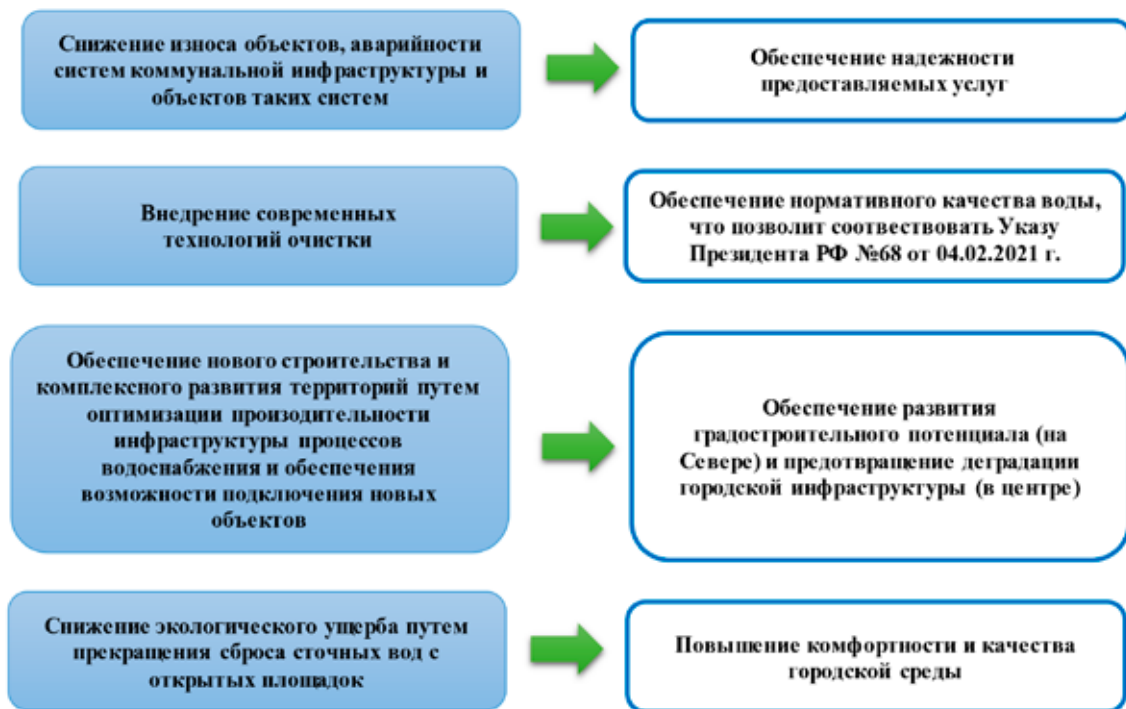 Снижение износа объектов, аварийности
систем коммунальной инфраструктуры и
объектов таких систем
Обеспечение надежности
предоставляемых услуг
Внедрение современных
технологий очистки
Обеспечение нормативного качества воды,
что позволит соотвествовать Указу
Президента РФ №68 от 04.02.2021 г.
Обеспечение нового строительства и
комплексного развития территорий путем
оптимизации произодительности
инфраструктуры процессов
водоснабжения и обеспечения
возможности подключения новых
объектов
Обеспечение развития
градостроительного потенциала (на
Севере) и предотвращение деградации
городской инфраструктуры (в центре)
Снижение экологического ущерба путем
прекращения сброса сточных вод с
открытых площадок
Повышение комфортности и качества
городской среды